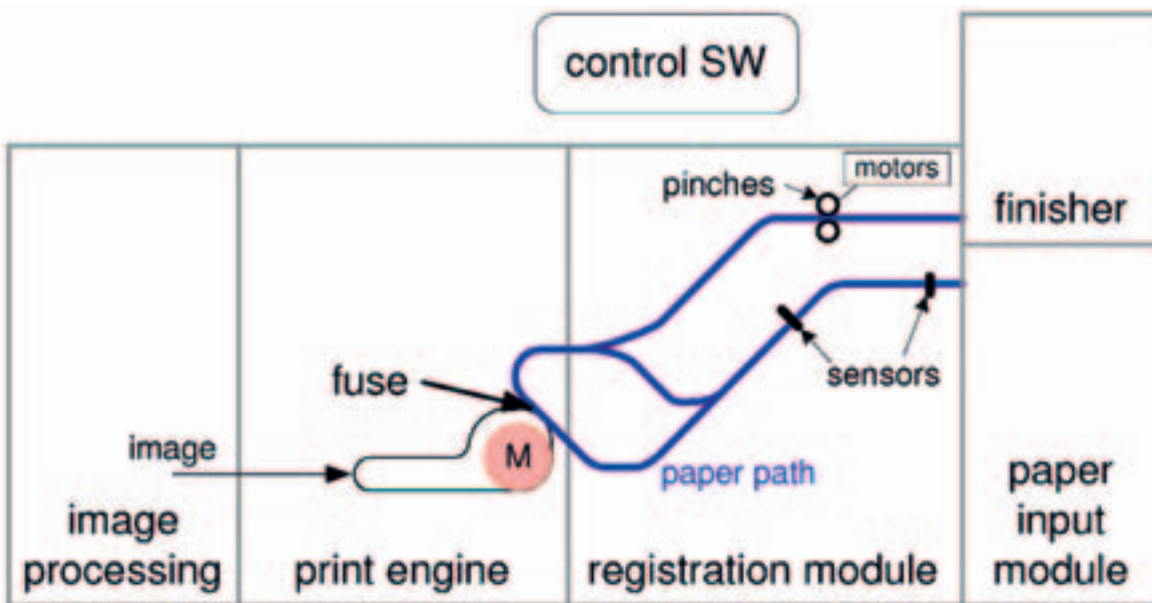 control SW
pinches
motors
finisher
fuse
sensors
image
M
paper path
image
processing
print engine
registration module
paper
input
module